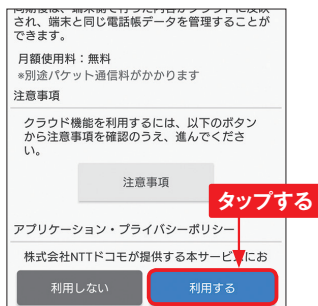 され、端末と同じ電話帳データを管理することが
できます。
月額使用料：無料
*別途パケット通信料がかかります
注意事項
クラウド機能を利用するには、以下のボタン
から注意事項を確認のうえ、進んでくださ
い。
注意事項
タップする
アプリケーション・プライバシーポリシー
株式会社NTTドコモが提供する本サービスにお
利用しない
利用する